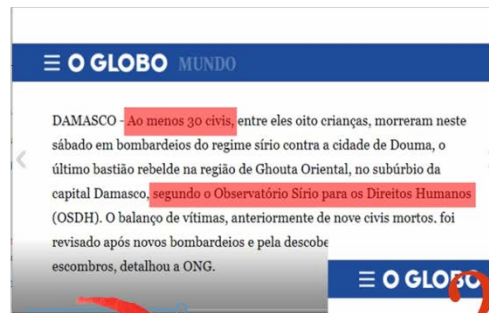 ☰ O GLOBO MUNDO
DAMASCO - Ao menos 30 civis, entre eles oito crianças, morreram neste
sábado em bombardeios do regime sírio contra a cidade de Douma, o
último bastião rebelde na região de Ghouta Oriental, no subúrbio da
capital Damasco, segundo o Observatório Sírio para os Direitos Humanos
(OSDH). O balanço de vítimas, anteriormente de nove civis mortos, foi
revisado após novos bombardeios e pela descobe
escombros, detalhou a ONG.
☰ O GLOBO